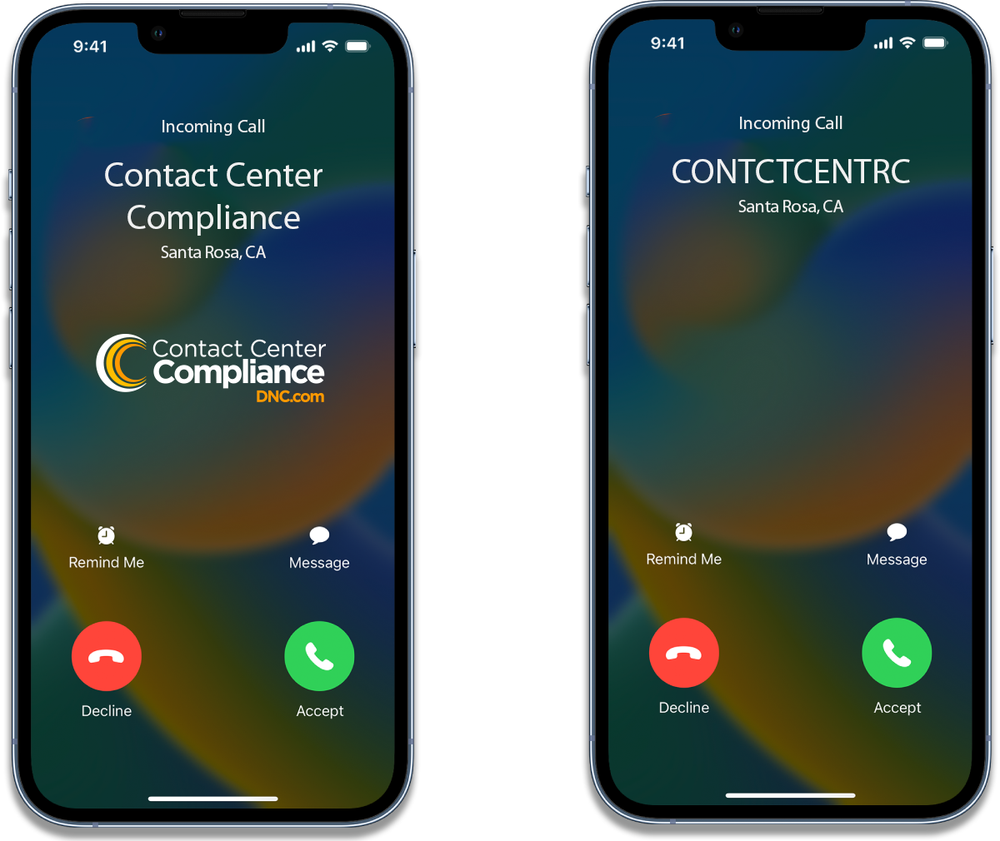 9:41
Incoming Call
Contact Center
Compliance
Santa Rosa, CA
Contact Center
Compliance
DNC.com
Remind Me
Message
Decline
Accept
9:41
Incoming Call
CONTCTCENTRC
Santa Rosa, CA
Remind Me
Message
Decline
Accept